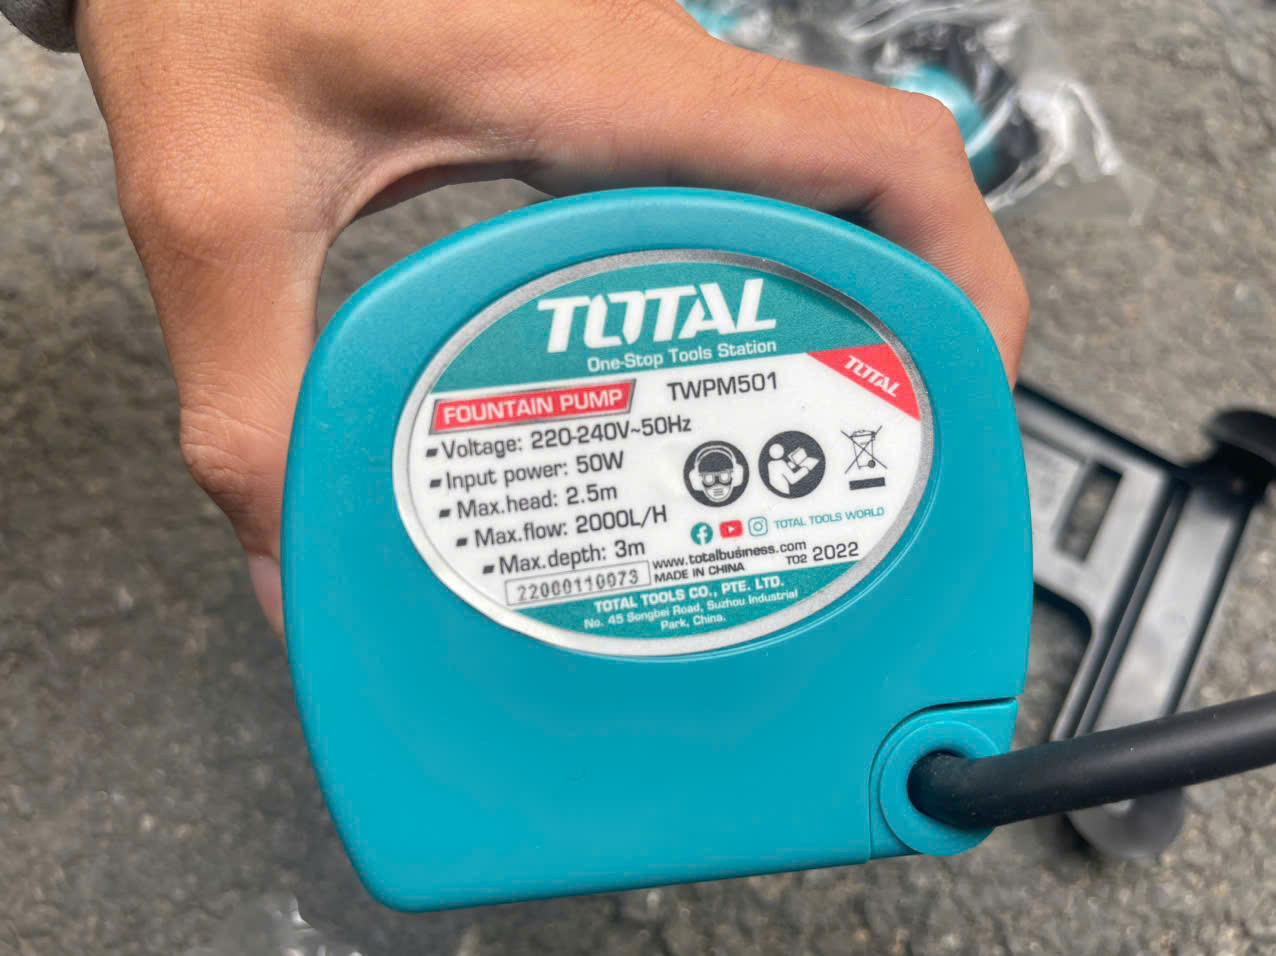 TOTAL
One-Stop Tools Station
TOTAL
FOUNTAIN PUMP TWPM501
Voltage: 220-240V~50Hz
Input power: 50W
Max.head: 2.5m
Max.flow: 2000L/H
Max.depth: 3m
TOTAL TOOLS WORLD
www.totalbusiness.com
MADE IN CHINA T02 2022
22000110073
TOTAL TOOLS CO., PTE. LTD.
No. 45 Songbei Road, Suzhou Industrial
Park, China.